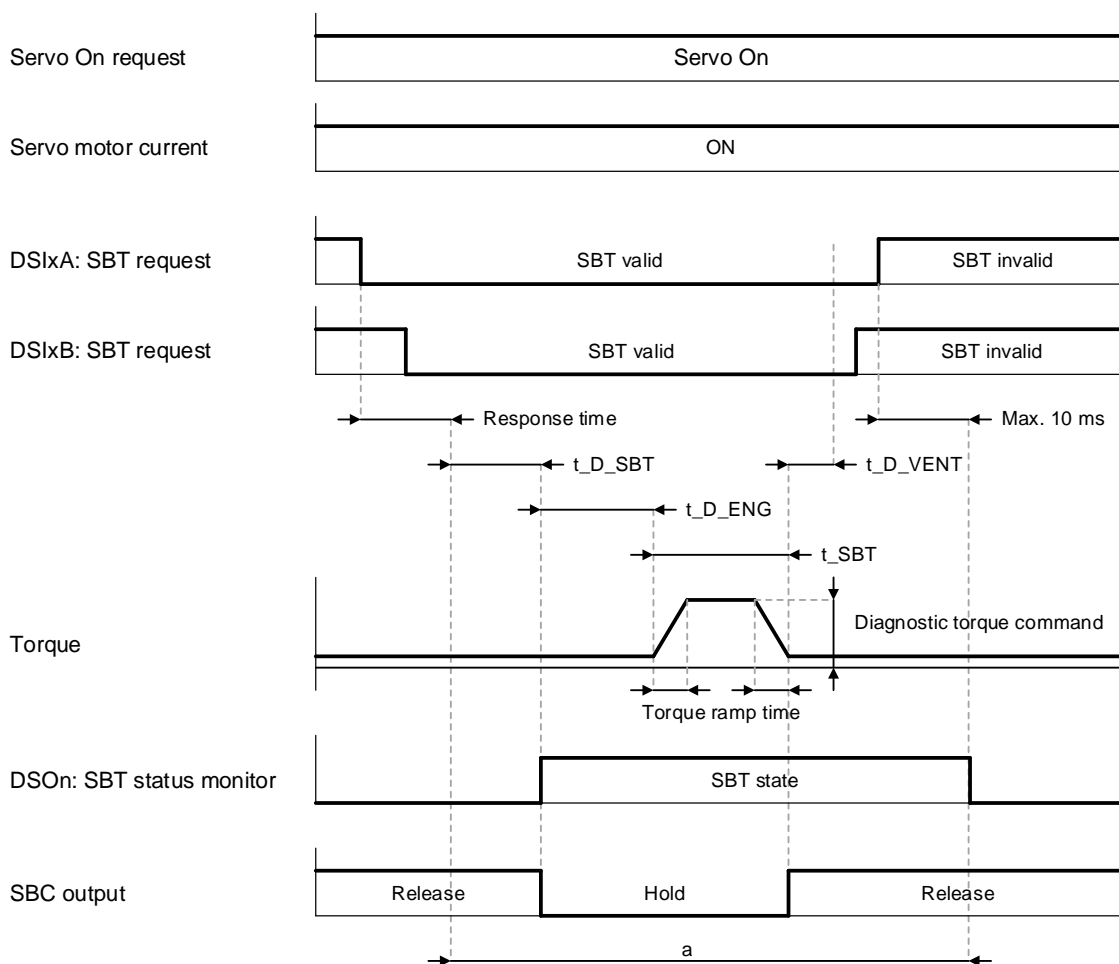 Servo On request
Servo On
Servo motor current
ON
DSIxA: SBT request
SBT valid
SBT invalid
DSIxB: SBT request
SBT valid
SBT invalid
Response time
Max. 10 ms
t_D_SBT
t_D_VENT
t_D_ENG
t_SBT
Torque
Diagnostic torque command
Torque ramp time
DSOn: SBT status monitor
SBT state
SBC output
Release
Hold
Release
a